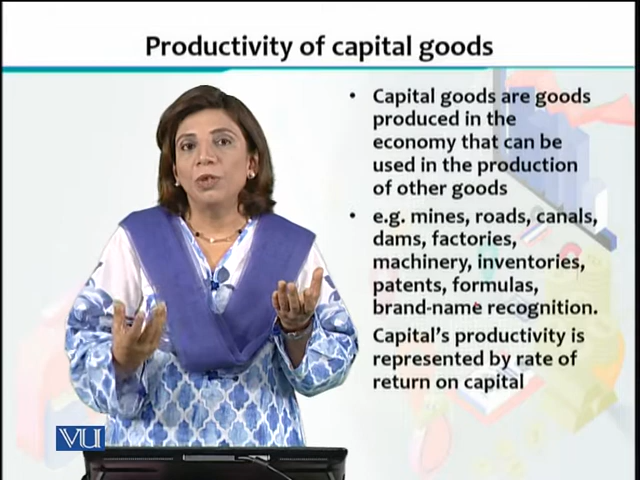 Productivity of capital goods
• Capital goods are goods
produced in the
economy that can be
used in the production
of other goods
• e.g. mines, roads, canals,
dams, factories,
machinery, inventories,
patents, formulas,
brand-name recognition.
Capital's productivity is
represented by rate of
return on capital
VU